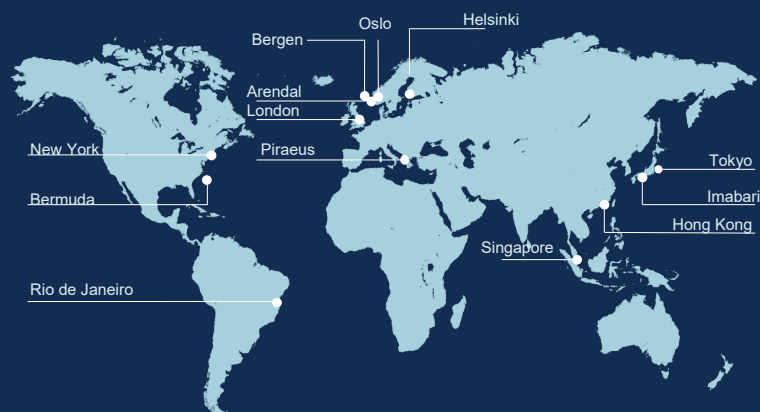 Helsinki
Oslo
Bergen
Arendal
London
New York
Piraeus
Tokyo
Bermuda
Imabari
Hong Kong
Singapore
Rio de Janeiro